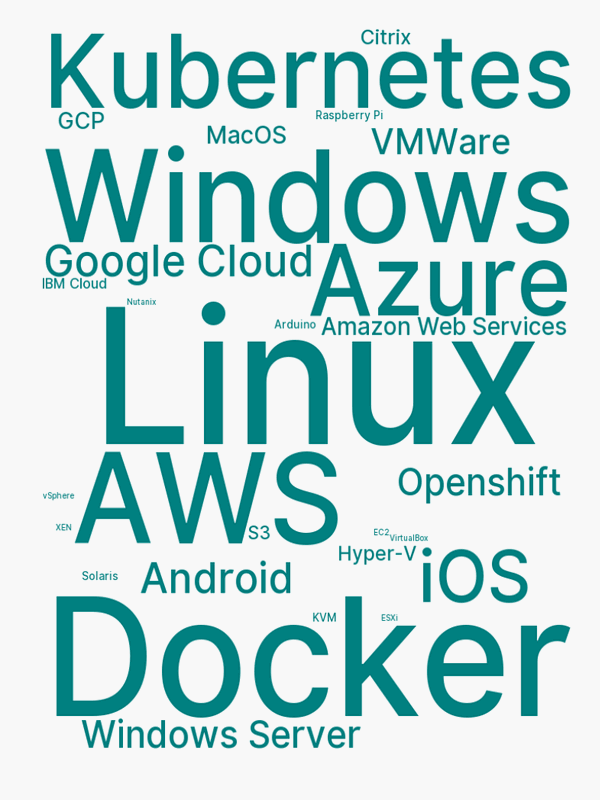 Citrix
Kubernetes
GCP
Raspberry Pi
MacOS
VMWare
Windows
Google Cloud
Azure
IBM Cloud
Nutanix
Arduino
Amazon Web Services
Linux
AWS
Openshift
vSphere
XEN
S3
EC2
VirtualBox
Hyper-V
iOS
Solaris
Android
KVM
ESXi
Docker
Windows Server